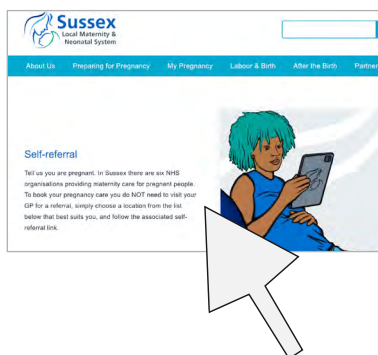 Sussex
Local Maternity &
Neonatal System
About Us Preparing for Pregnancy My Pregnancy Labour & Birth After the Birth Partner
Self-referral
Tell us you are pregnant. In Sussex there are six NHS
organisations providing maternity care for pregnant people.
To book your pregnancy care you do NOT need to visit your
GP for a referral, simply choose a location from the list
below that best suits you, and follow the associated self-
referral link.